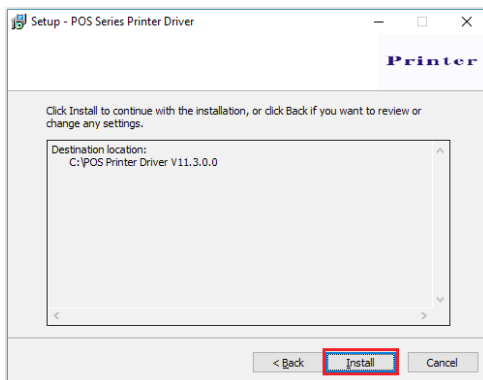 Setup - POS Series Printer Driver
Printer
Click Install to continue with the installation, or click Back if you want to review or
change any settings.
Destination location:
C:\POS Printer Driver V11.3.0.0
< Back
Install
Cancel